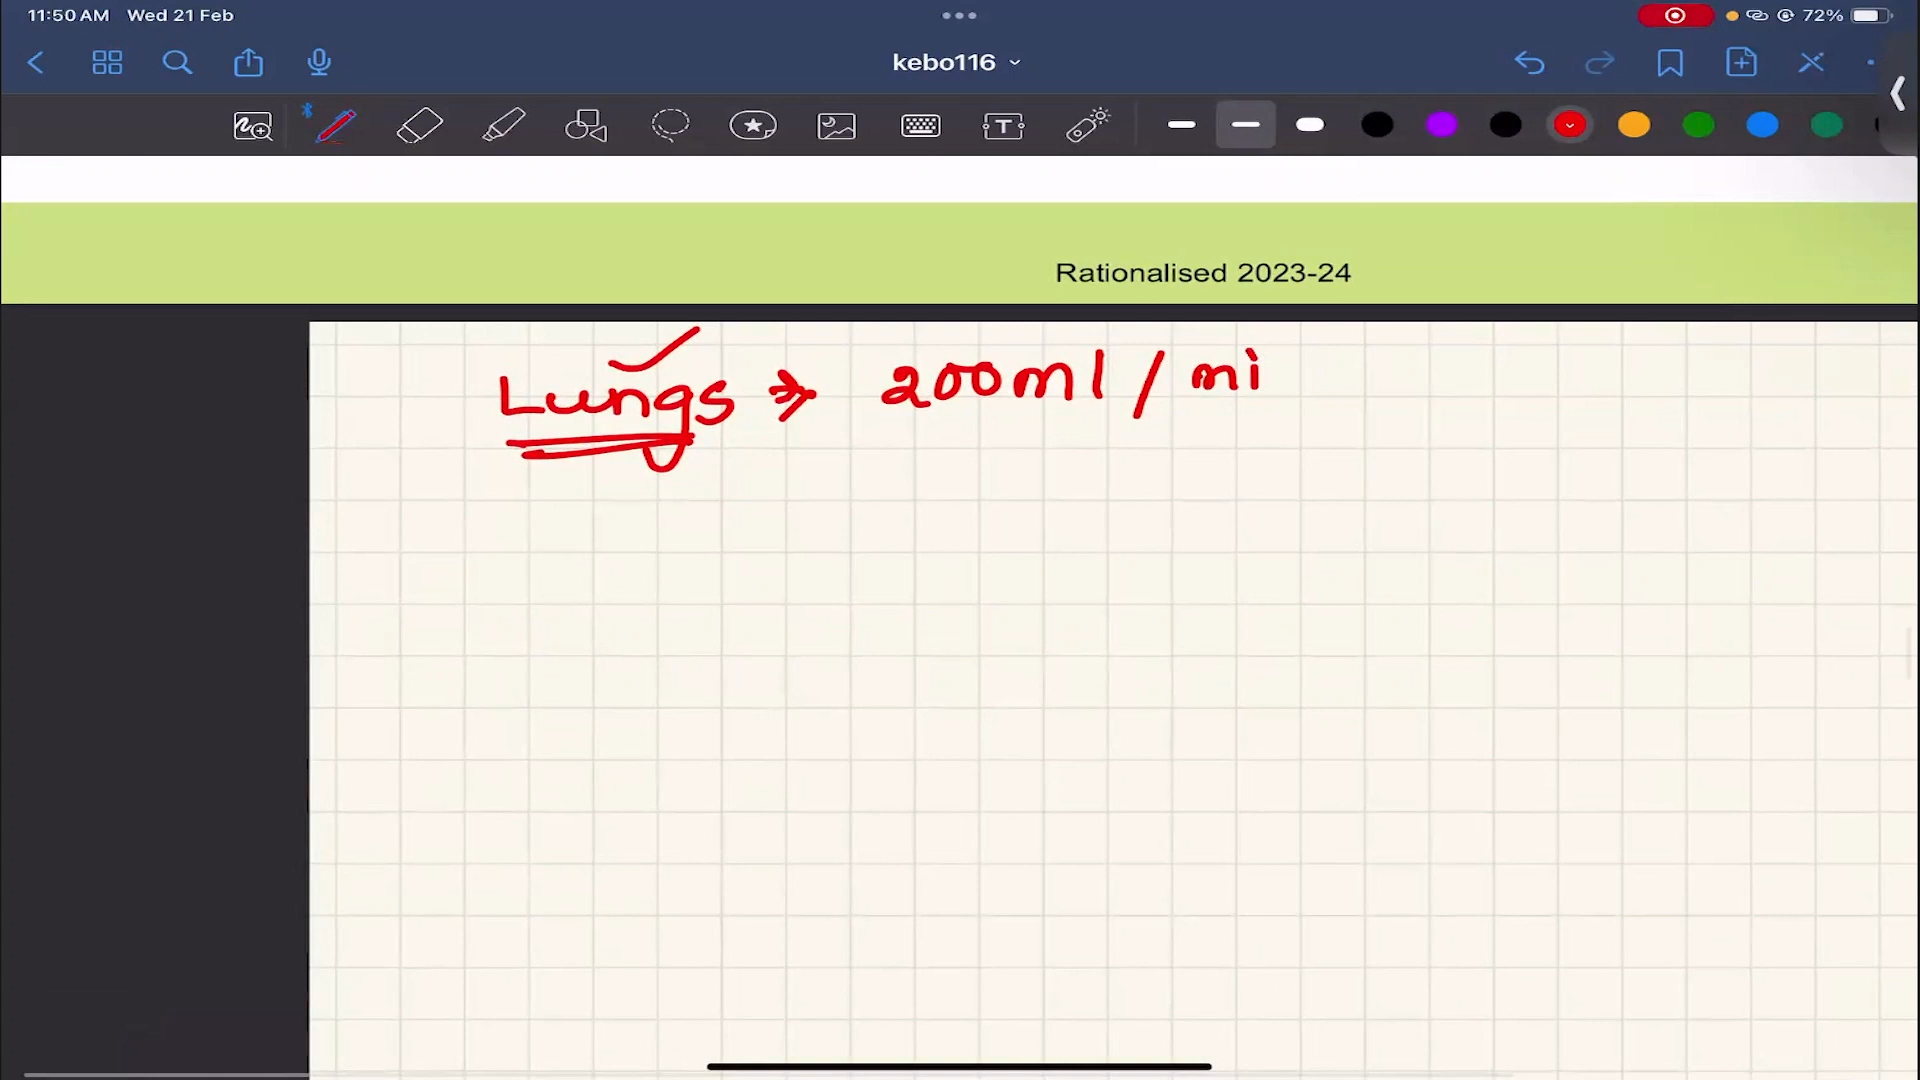 11:50 AM Wed 21 Feb
72%
kebo116
T
Rationalised 2023-24
Lungs ⇒ 200ml / mi